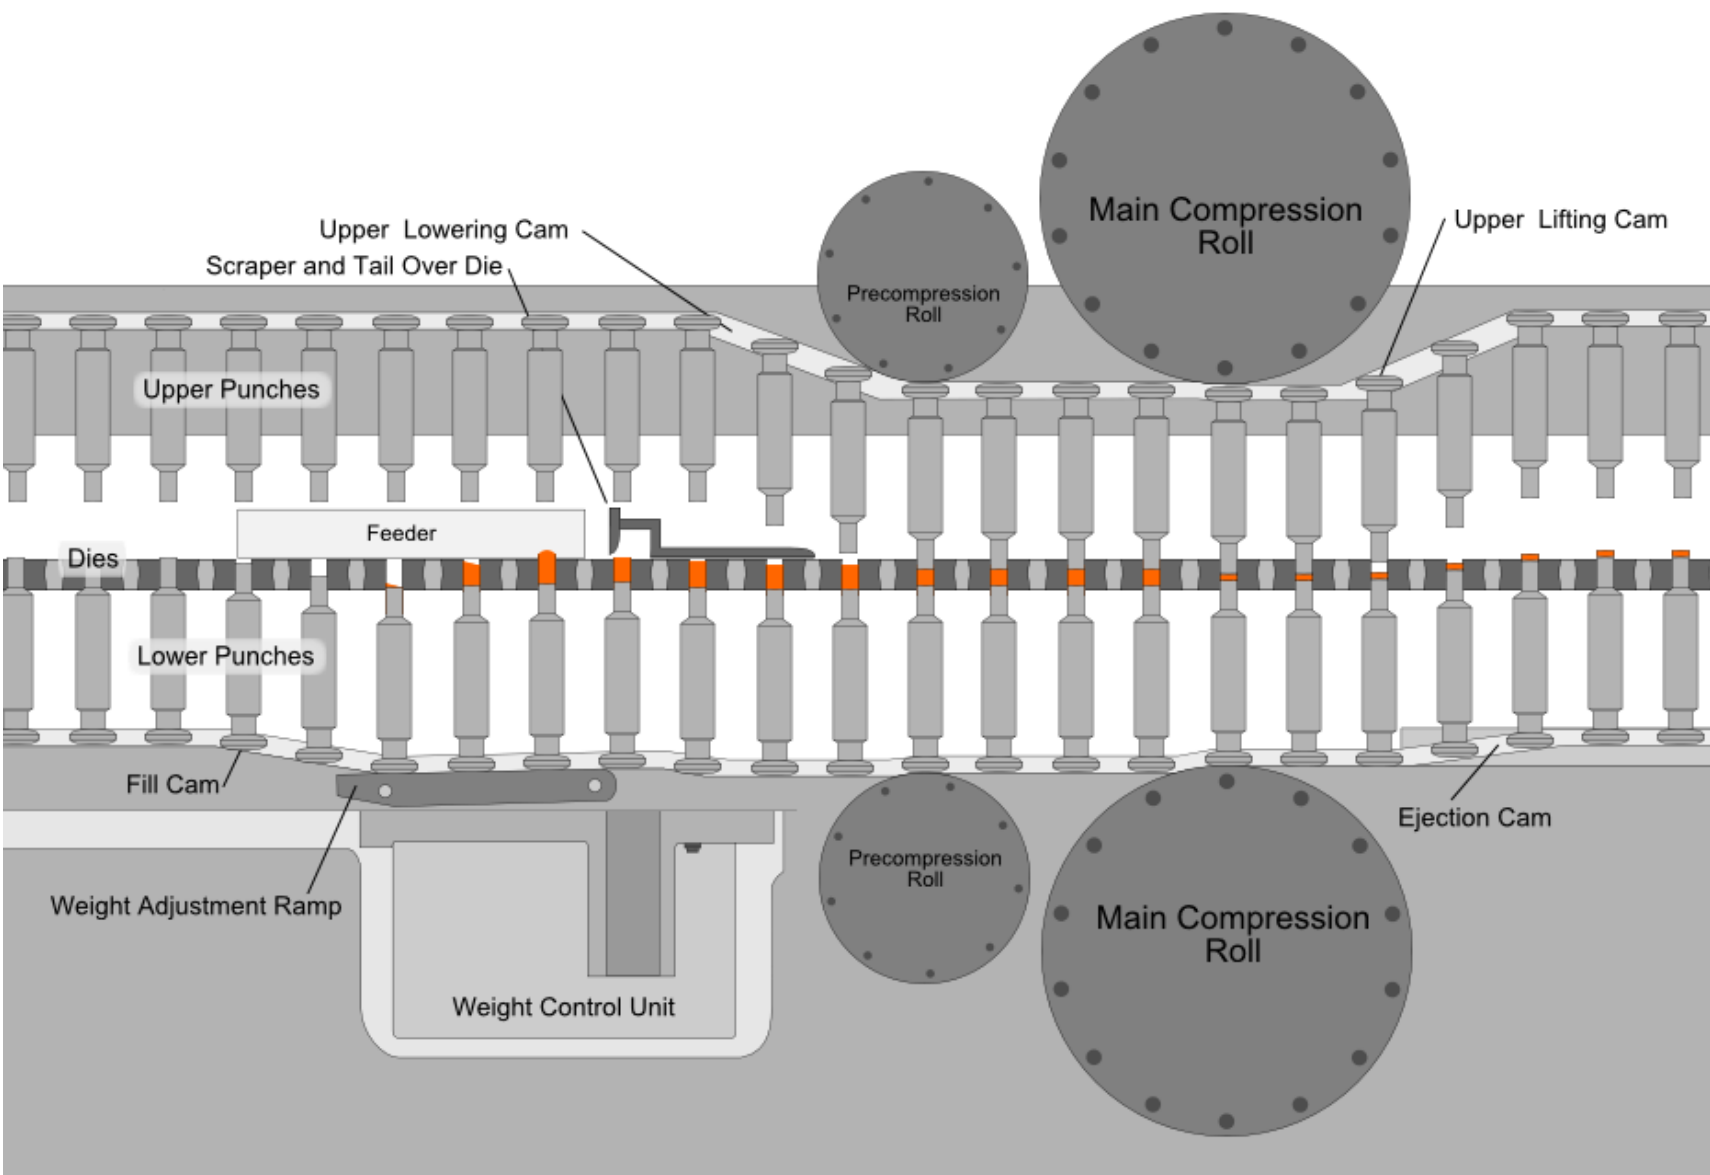 Main Compression
Roll
Upper Lifting Cam
Upper Lowering Cam
Scraper and Tail Over Die
Precompression
Roll
Upper Punches
Feeder
Dies
Lower Punches
Fill Cam
Ejection Cam
Weight Adjustment Ramp
Precompression
Roll
Main Compression
Roll
Weight Control Unit